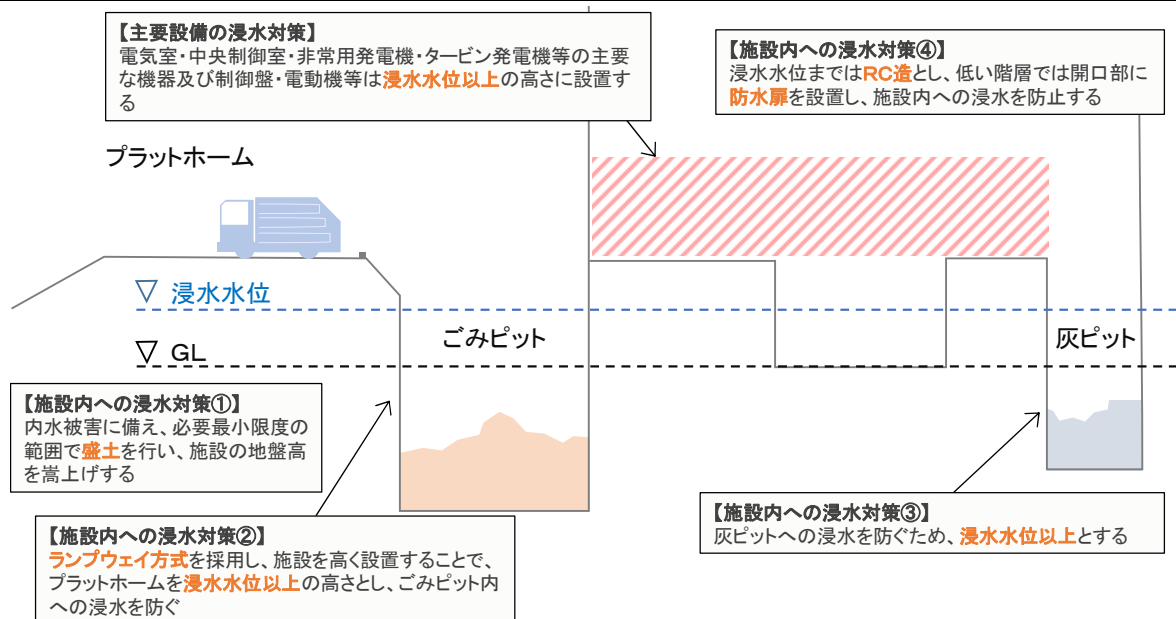 【主要設備の浸水対策】
電気室・中央制御室・非常用発電機・タービン発電機等の主要
な機器及び制御盤・電動機等は浸水水位以上の高さに設置す
る
【施設内への浸水対策④】
浸水水位まではRC造とし、低い階層では開口部に
防水扉を設置し、施設内への浸水を防止する
プラットホーム
▽ 浸水水位
ごみピット
灰ピット
▽ GL
【施設内への浸水対策①】
内水被害に備え、必要最小限度の
範囲で盛土を行い、施設の地盤高
を嵩上げする
【施設内への浸水対策②】
ランプウェイ方式を採用し、施設を高く設置することで、
プラットホームを浸水水位以上の高さとし、ごみピット内
への浸水を防ぐ
【施設内への浸水対策③】
灰ピットへの浸水を防ぐため、浸水水位以上とする